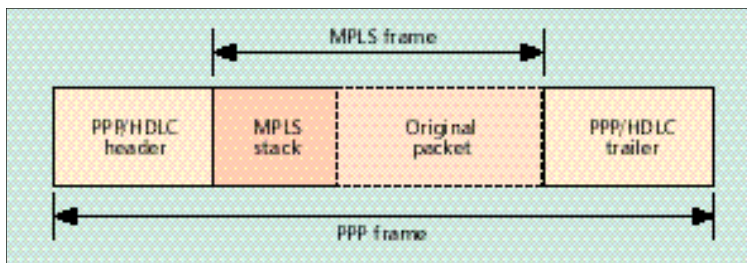 MPLS frame
PPP/HDLC
header
MPLS
stack
Original
packet
PPP/HDLC
trailer
PPP frame